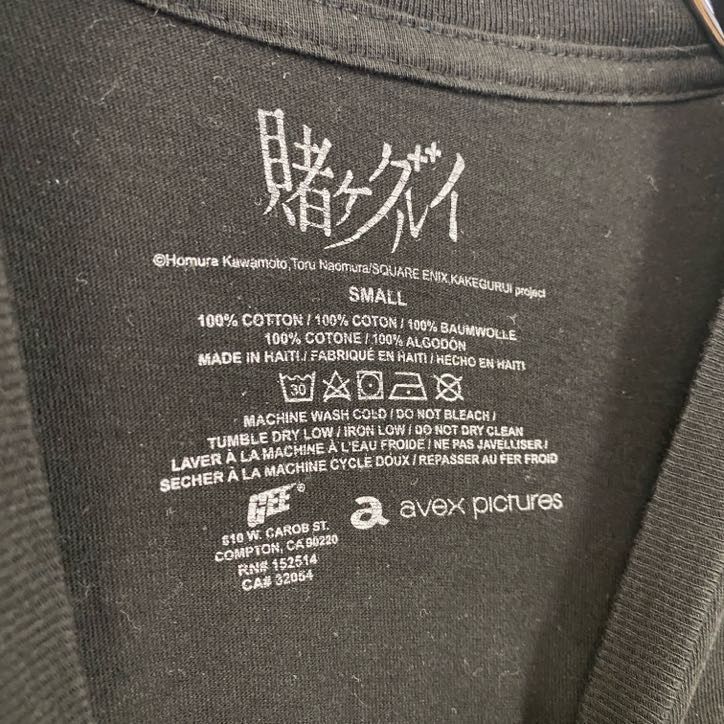 賭ケグルイ
©Homura Kawamoto,Toru Naomura/SQUARE ENIX,KAKEGURUI project
SMALL
100% COTTON / 100% COTON / 100% BAUMWOLLE
100% COTONE / 100% ALGODÓN
MADE IN HAITI / FABRIQUÉ EN HAITI / HECHO EN HAITI
30
MACHINE WASH COLD / DO NOT BLEACH /
TUMBLE DRY LOW / IRON LOW / DO NOT DRY CLEAN
LAVER À LA MACHINE À L'EAU FROIDE / NE PAS JAVELLISER /
SECHER À LA MACHINE CYCLE DOUX / REPASSER AU FER FROID
GEE®
a avex pictures
610 W. CAROB ST.
COMPTON, CA 90220
RN# 152514
CA# 32054